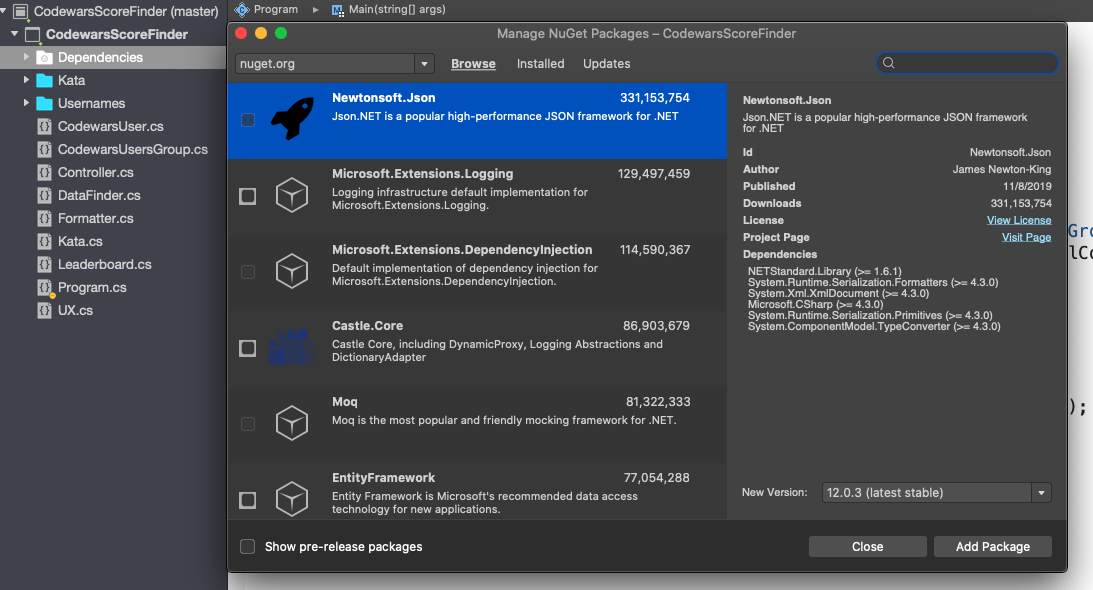 CodewarsScoreFinder (master)
Program
Main(string[] args)
CodewarsScoreFinder
Dependencies
Kata
Usernames
CodewarsUser.cs
CodewarsUsersGroup.cs
Controller.cs
DataFinder.cs
Formatter.cs
Kata.cs
Leaderboard.cs
Program.cs
UX.cs
Manage NuGet Packages – CodewarsScoreFinder
nuget.org
Browse
Installed
Updates
Newtonsoft.Json 331,153,754
Json.NET is a popular high-performance JSON framework for .NET
Microsoft.Extensions.Logging 129,497,459
Logging infrastructure default implementation for
Microsoft.Extensions.Logging.
Microsoft.Extensions.DependencyInjection 114,590,367
Default implementation of dependency injection for
Microsoft.Extensions.DependencyInjection.
Castle.Core 86,903,679
Castle Core, including DynamicProxy, Logging Abstractions and
DictionaryAdapter
Moq 81,322,333
Moq is the most popular and friendly mocking framework for .NET.
EntityFramework 77,054,288
Entity Framework is Microsoft's recommended data access
technology for new applications.
Newtonsoft.Json
Json.NET is a popular high-performance JSON framework
for .NET
Id Newtonsoft.Json
Author James Newton-King
Published 11/8/2019
Downloads 331,153,754
License View License
Project Page Visit Page
Dependencies
NETStandard.Library (>= 1.6.1)
System.Runtime.Serialization.Formatters (>= 4.3.0)
System.Xml.XmlDocument (>= 4.3.0)
Microsoft.CSharp (>= 4.3.0)
System.Runtime.Serialization.Primitives (>= 4.3.0)
System.ComponentModel.TypeConverter (>= 4.3.0)
New Version: 12.0.3 (latest stable)
Show pre-release packages
Close
Add Package
Gro
lCo
);